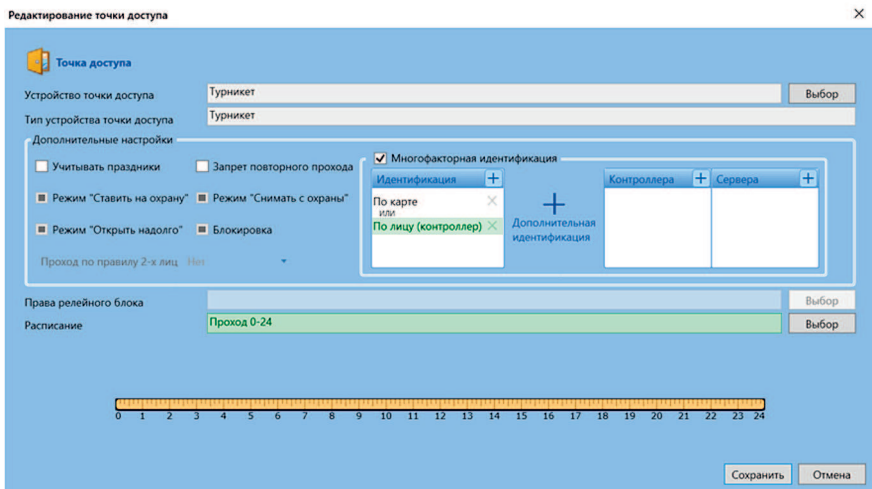 Редактирование точки доступа
Точка доступа
Устройство точки доступа Турникет Выбор
Тип устройства точки доступа Турникет
Дополнительные настройки
Учитывать праздники Запрет повторного прохода Многофакторная идентификация
Идентификация Контроллера Сервера
Режим "Ставить на охрану" Режим "Снимать с охраны" По карте
или
Режим "Открыть надолго" Блокировка По лицу (контроллер) Дополнительная
идентификация
Проход по правилу 2-х лиц Нет
Права релейного блока Выбор
Расписание Проход 0-24 Выбор
0 1 2 3 4 5 6 7 8 9 10 11 12 13 14 15 16 17 18 19 20 21 22 23 24
Сохранить Отмена